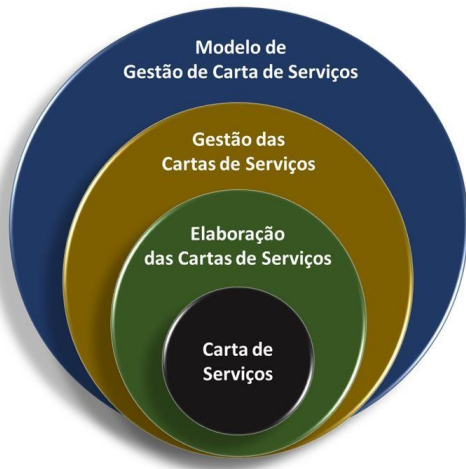 Modelo de
Gestão de Carta de Serviços
Gestão das
Cartas de Serviços
Elaboração
das Cartas de Serviços
Carta de
Serviços